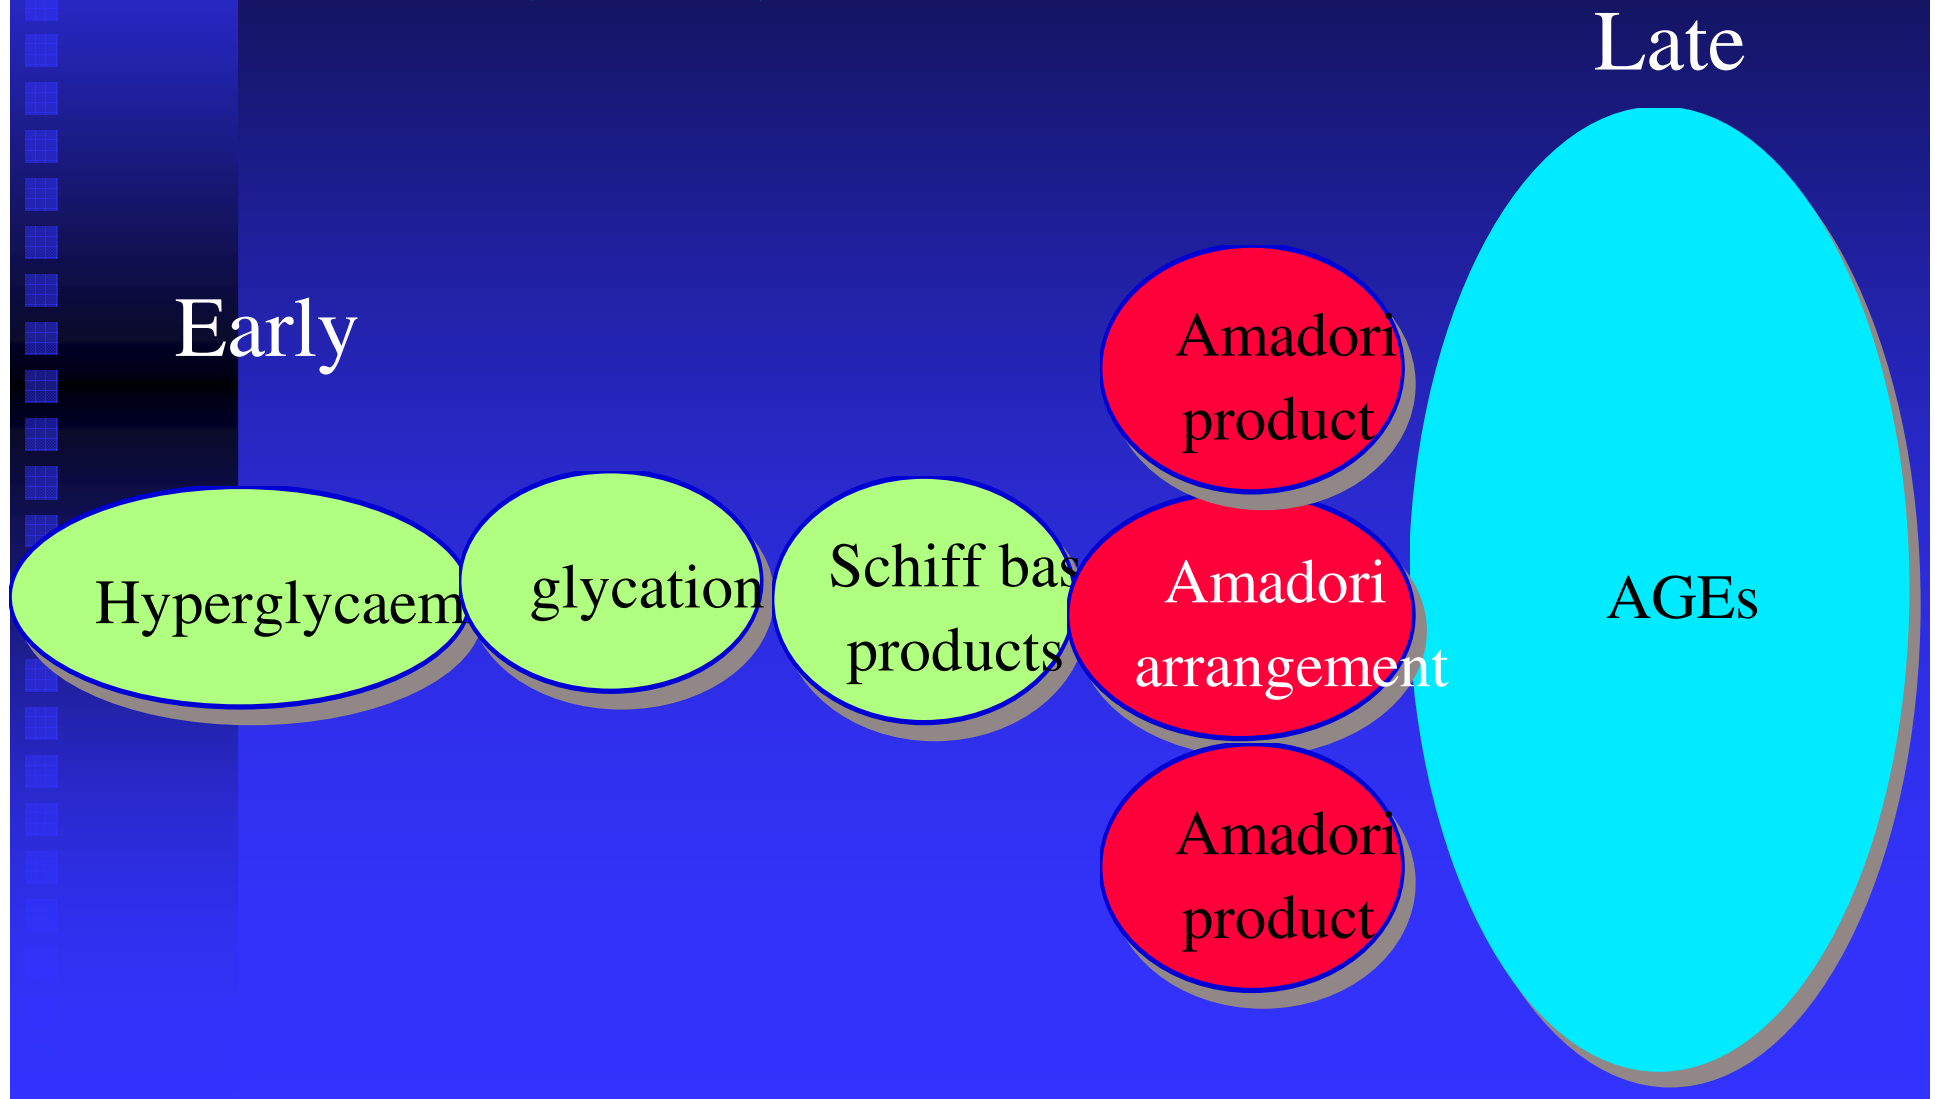 Late
Early
Amadori
product
Hyperglycaem
glycation
Schiff bas
products
Amadori
arrangement
AGEs
Amadori
product